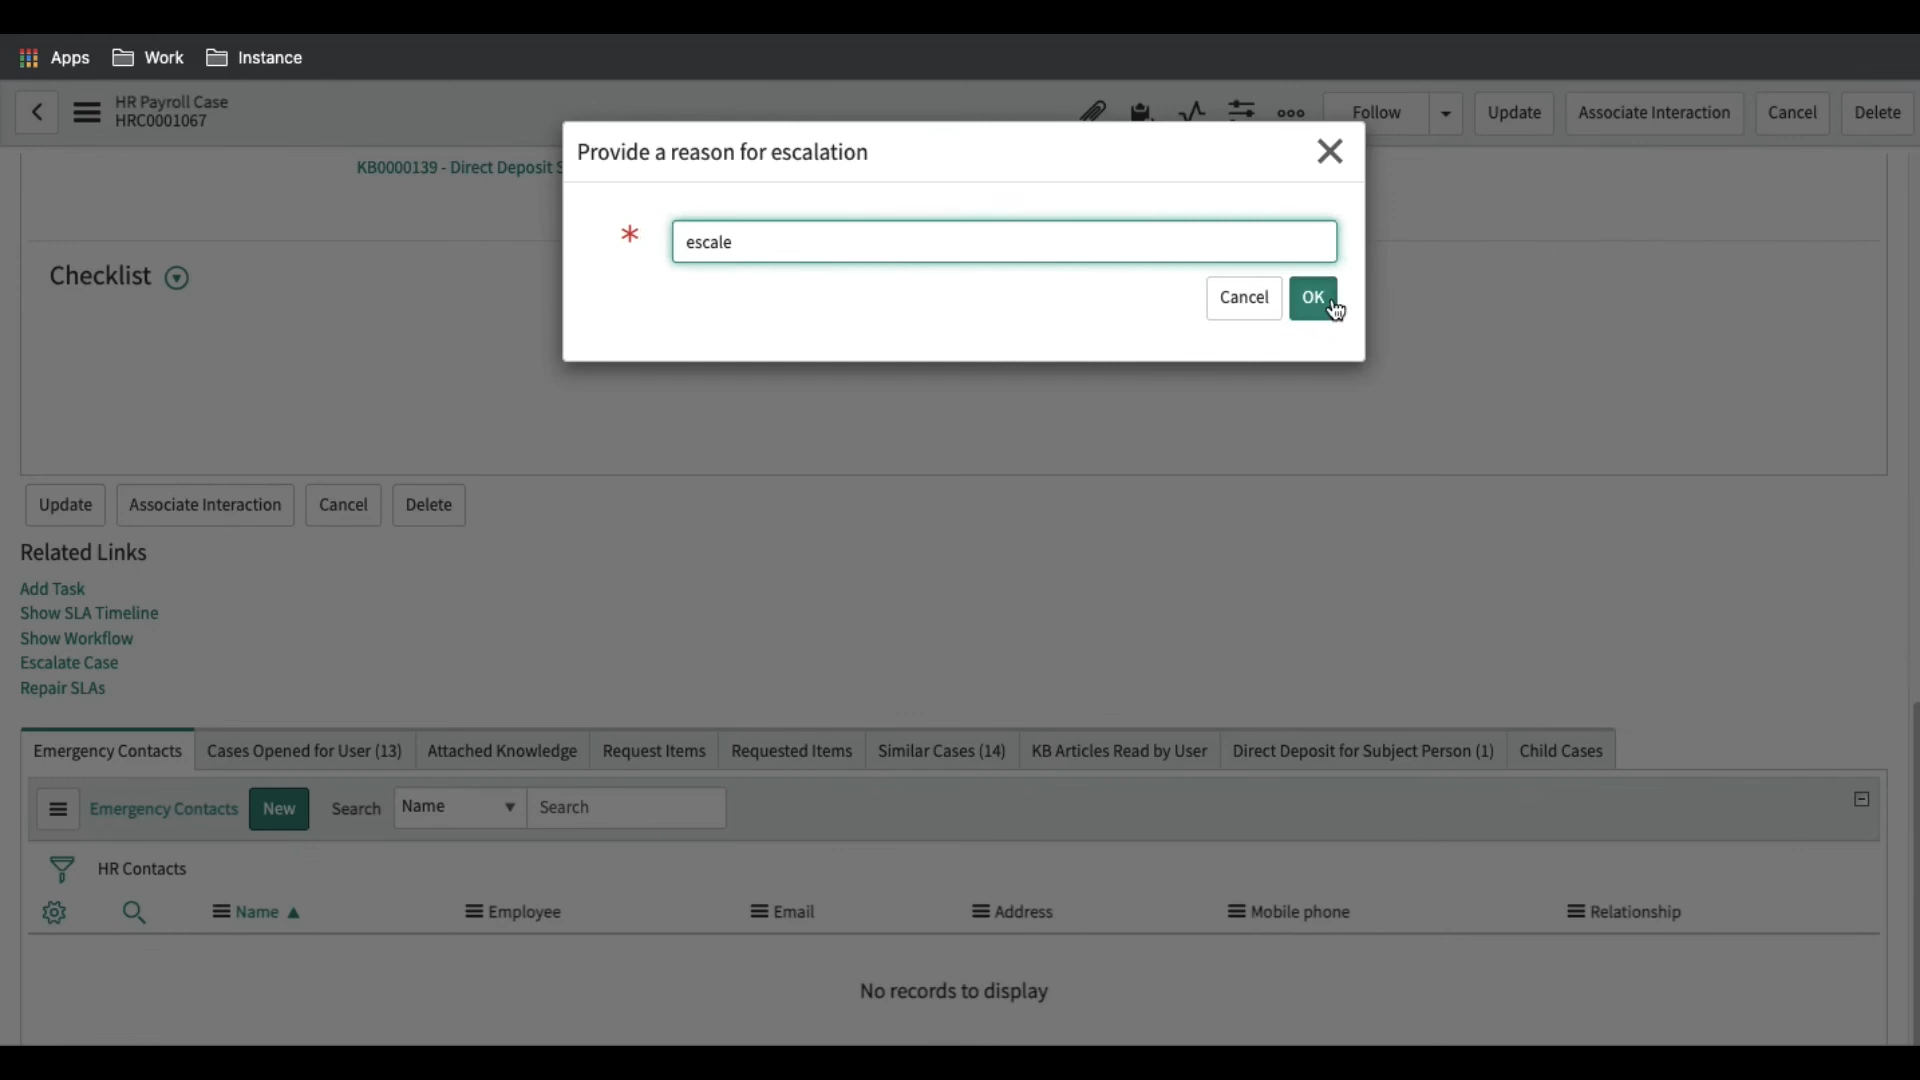 Apps Work Instance
HR Payroll Case
HRC0001067
Follow Update Associate Interaction Cancel Delete
Provide a reason for escalation
* escale
Cancel OK
KB0000139 - Direct Deposit
Checklist
Update Associate Interaction Cancel Delete
Related Links
Add Task
Show SLA Timeline
Show Workflow
Escalate Case
Repair SLAs
Emergency Contacts Cases Opened for User (13) Attached Knowledge Request Items Requested Items Similar Cases (14) KB Articles Read by User Direct Deposit for Subject Person (1) Child Cases
Emergency Contacts New Search Name Search
HR Contacts
Name Employee Email Address Mobile phone Relationship
No records to display